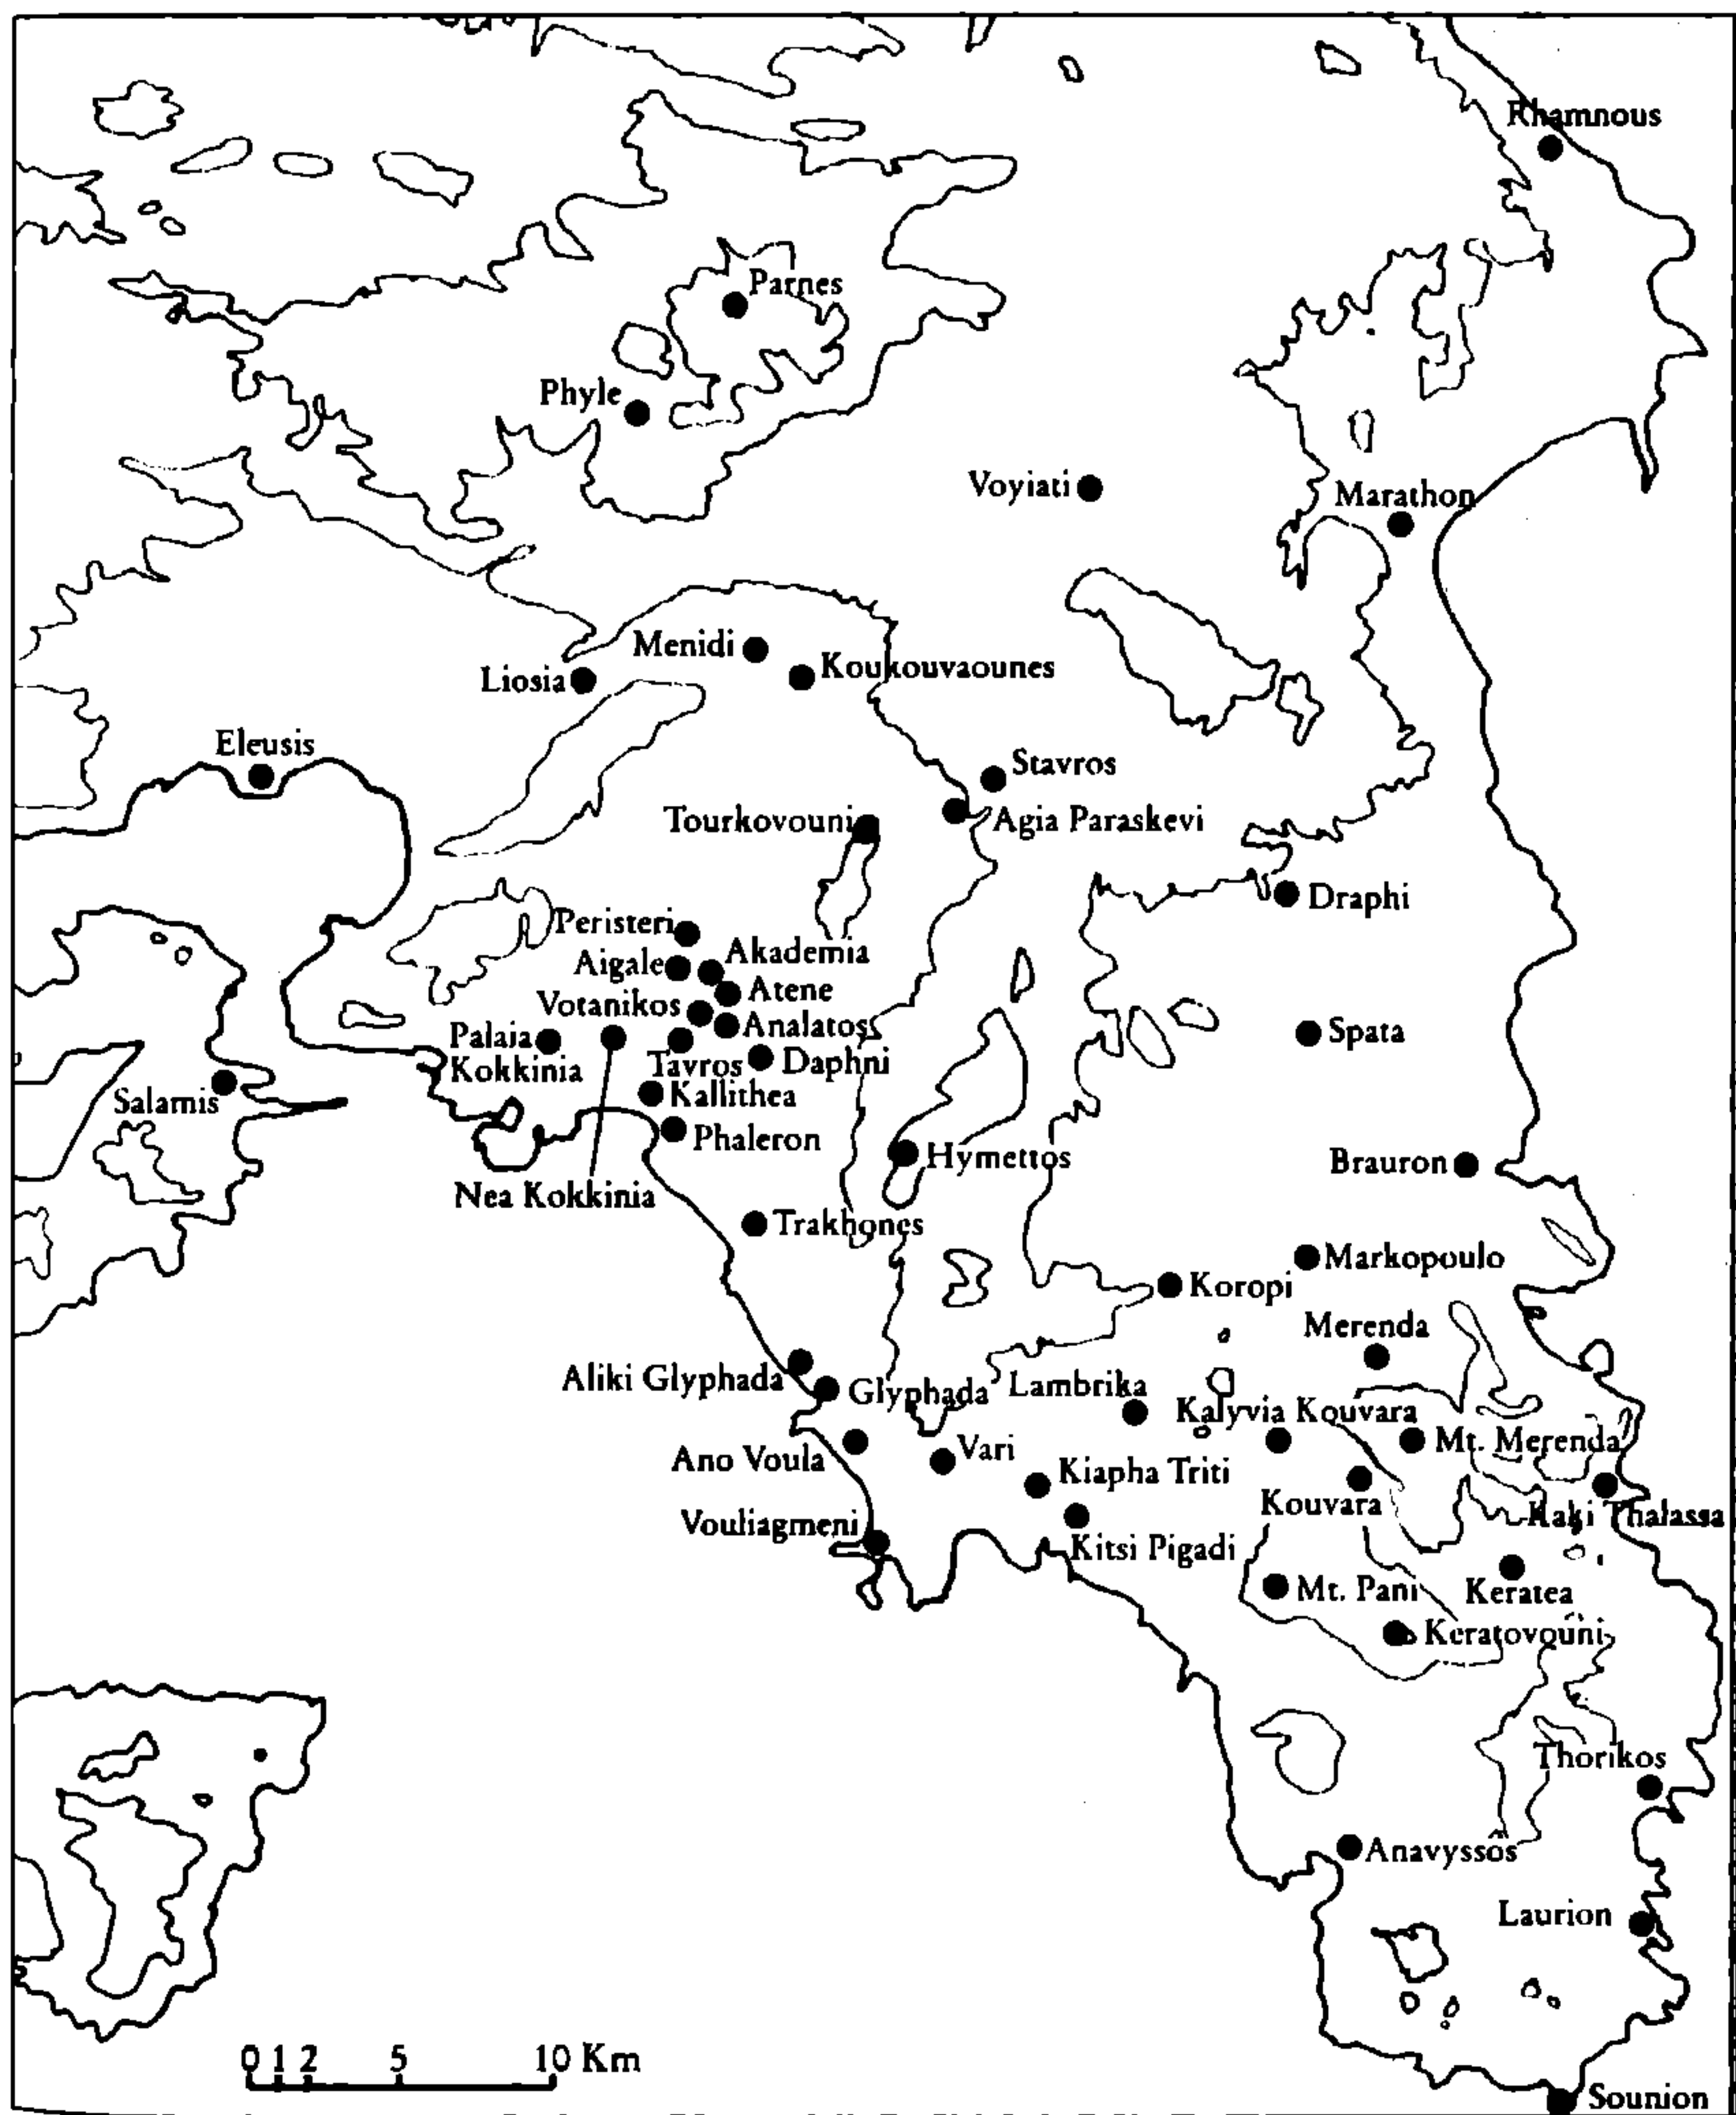 Rhamnous
Parnes
Phyle
Voyiati
Marathon
Menidi
Koukouvaounes
Liosia
Eleusis
Stavros
Tourkovouni
Agia Paraskevi
Draphi
Peristeri
Akademia
Aigale
Atene
Votanikos
Analatos
Spata
Palaia
Kokkinia
Tavros
Daphni
Salamis
Kallithea
Phaleron
Hymettos
Brauron
Nea Kokkinia
Trakhones
Markopoulo
Koropi
Merenda
Aliki Glyphada
Glyphada
Lambrika
Kalyvia Kouvara
Mt. Merenda
Ano Voula
Vari
Kiapha Triti
Kouvara
Kaki Thalassa
Vouliagmeni
Kitsi Pigadi
Mt. Pani
Keratea
Keratovouni
Thorikos
Anavyssos
Laurion
0 1 2 5 10 Km
Sounion